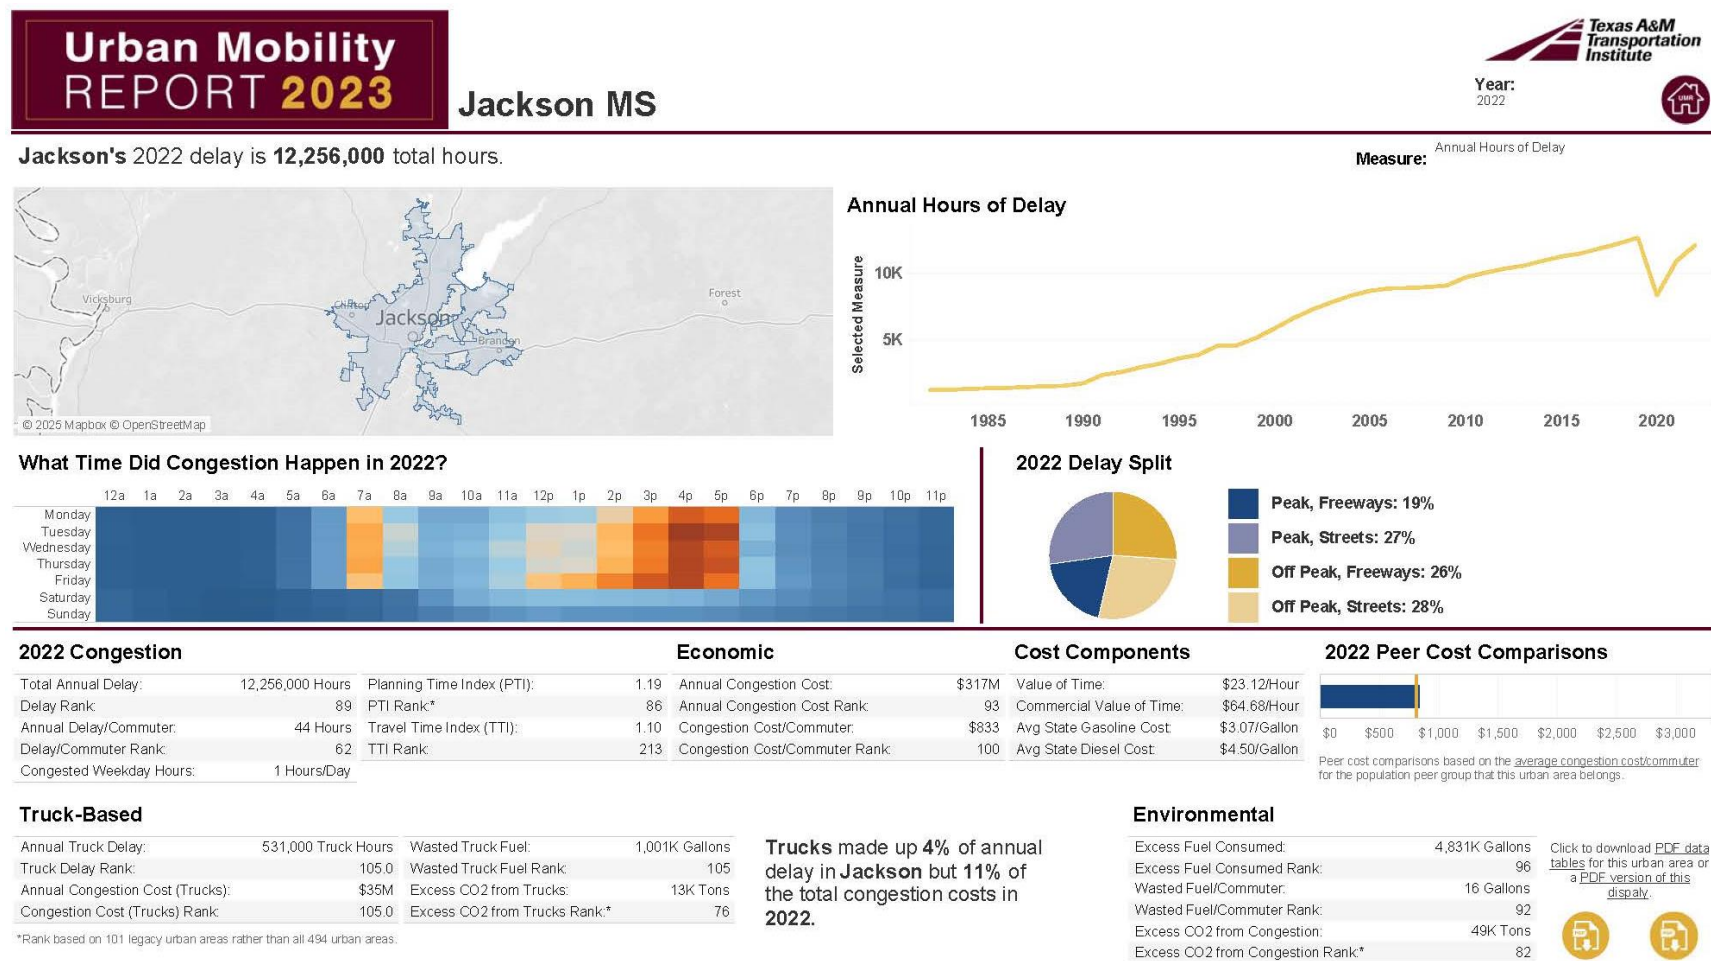 Urban Mobility
REPORT 2023
Jackson MS
Texas A&M
Transportation
Institute
Year:
2022
UMR
Jackson's 2022 delay is 12,256,000 total hours.
Measure:
Annual Hours of Delay
Vicksburg
Clinton
Jackson
Brandon
Forest
© 2025 Mapbox © OpenStreetMap
Annual Hours of Delay
Selected Measure
10K
5K
1985 1990 1995 2000 2005 2010 2015 2020
What Time Did Congestion Happen in 2022?
12a 1a 2a 3a 4a 5a 6a 7a 8a 9a 10a 11a 12p 1p 2p 3p 4p 5p 6p 7p 8p 9p 10p 11p
Monday
Tuesday
Wednesday
Thursday
Friday
Saturday
Sunday
2022 Delay Split
Peak, Freeways: 19%
Peak, Streets: 27%
Off Peak, Freeways: 26%
Off Peak, Streets: 28%
2022 Congestion
Total Annual Delay: 12,256,000 Hours
Delay Rank: 89
Annual Delay/Commuter: 44 Hours
Delay/Commuter Rank: 62
Congested Weekday Hours: 1 Hours/Day
Planning Time Index (PTI): 1.19
PTI Rank:* 86
Travel Time Index (TTI): 1.10
TTI Rank: 213
Economic
Annual Congestion Cost: $317M
Annual Congestion Cost Rank: 93
Congestion Cost/Commuter: $833
Congestion Cost/Commuter Rank: 100
Cost Components
Value of Time: $23.12/Hour
Commercial Value of Time: $64.68/Hour
Avg State Gasoline Cost: $3.07/Gallon
Avg State Diesel Cost: $4.50/Gallon
2022 Peer Cost Comparisons
$0 $500 $1,000 $1,500 $2,000 $2,500 $3,000
Peer cost comparisons based on the average congestion cost/commuter
for the population peer group that this urban area belongs.
Truck-Based
Annual Truck Delay: 531,000 Truck Hours
Truck Delay Rank: 105.0
Annual Congestion Cost (Trucks): $35M
Congestion Cost (Trucks) Rank: 105.0
Wasted Truck Fuel: 1,001K Gallons
Wasted Truck Fuel Rank: 105
Excess CO2 from Trucks: 13K Tons
Excess CO2 from Trucks Rank:* 76
*Rank based on 101 legacy urban areas rather than all 494 urban areas.
Trucks made up 4% of annual
delay in Jackson but 11% of
the total congestion costs in
2022.
Environmental
Excess Fuel Consumed: 4,831K Gallons
Excess Fuel Consumed Rank: 96
Wasted Fuel/Commuter: 16 Gallons
Wasted Fuel/Commuter Rank: 92
Excess CO2 from Congestion: 49K Tons
Excess CO2 from Congestion Rank:* 82
Click to download PDF data
tables for this urban area or
a PDF version of this
dispaly.
PDF
PDF